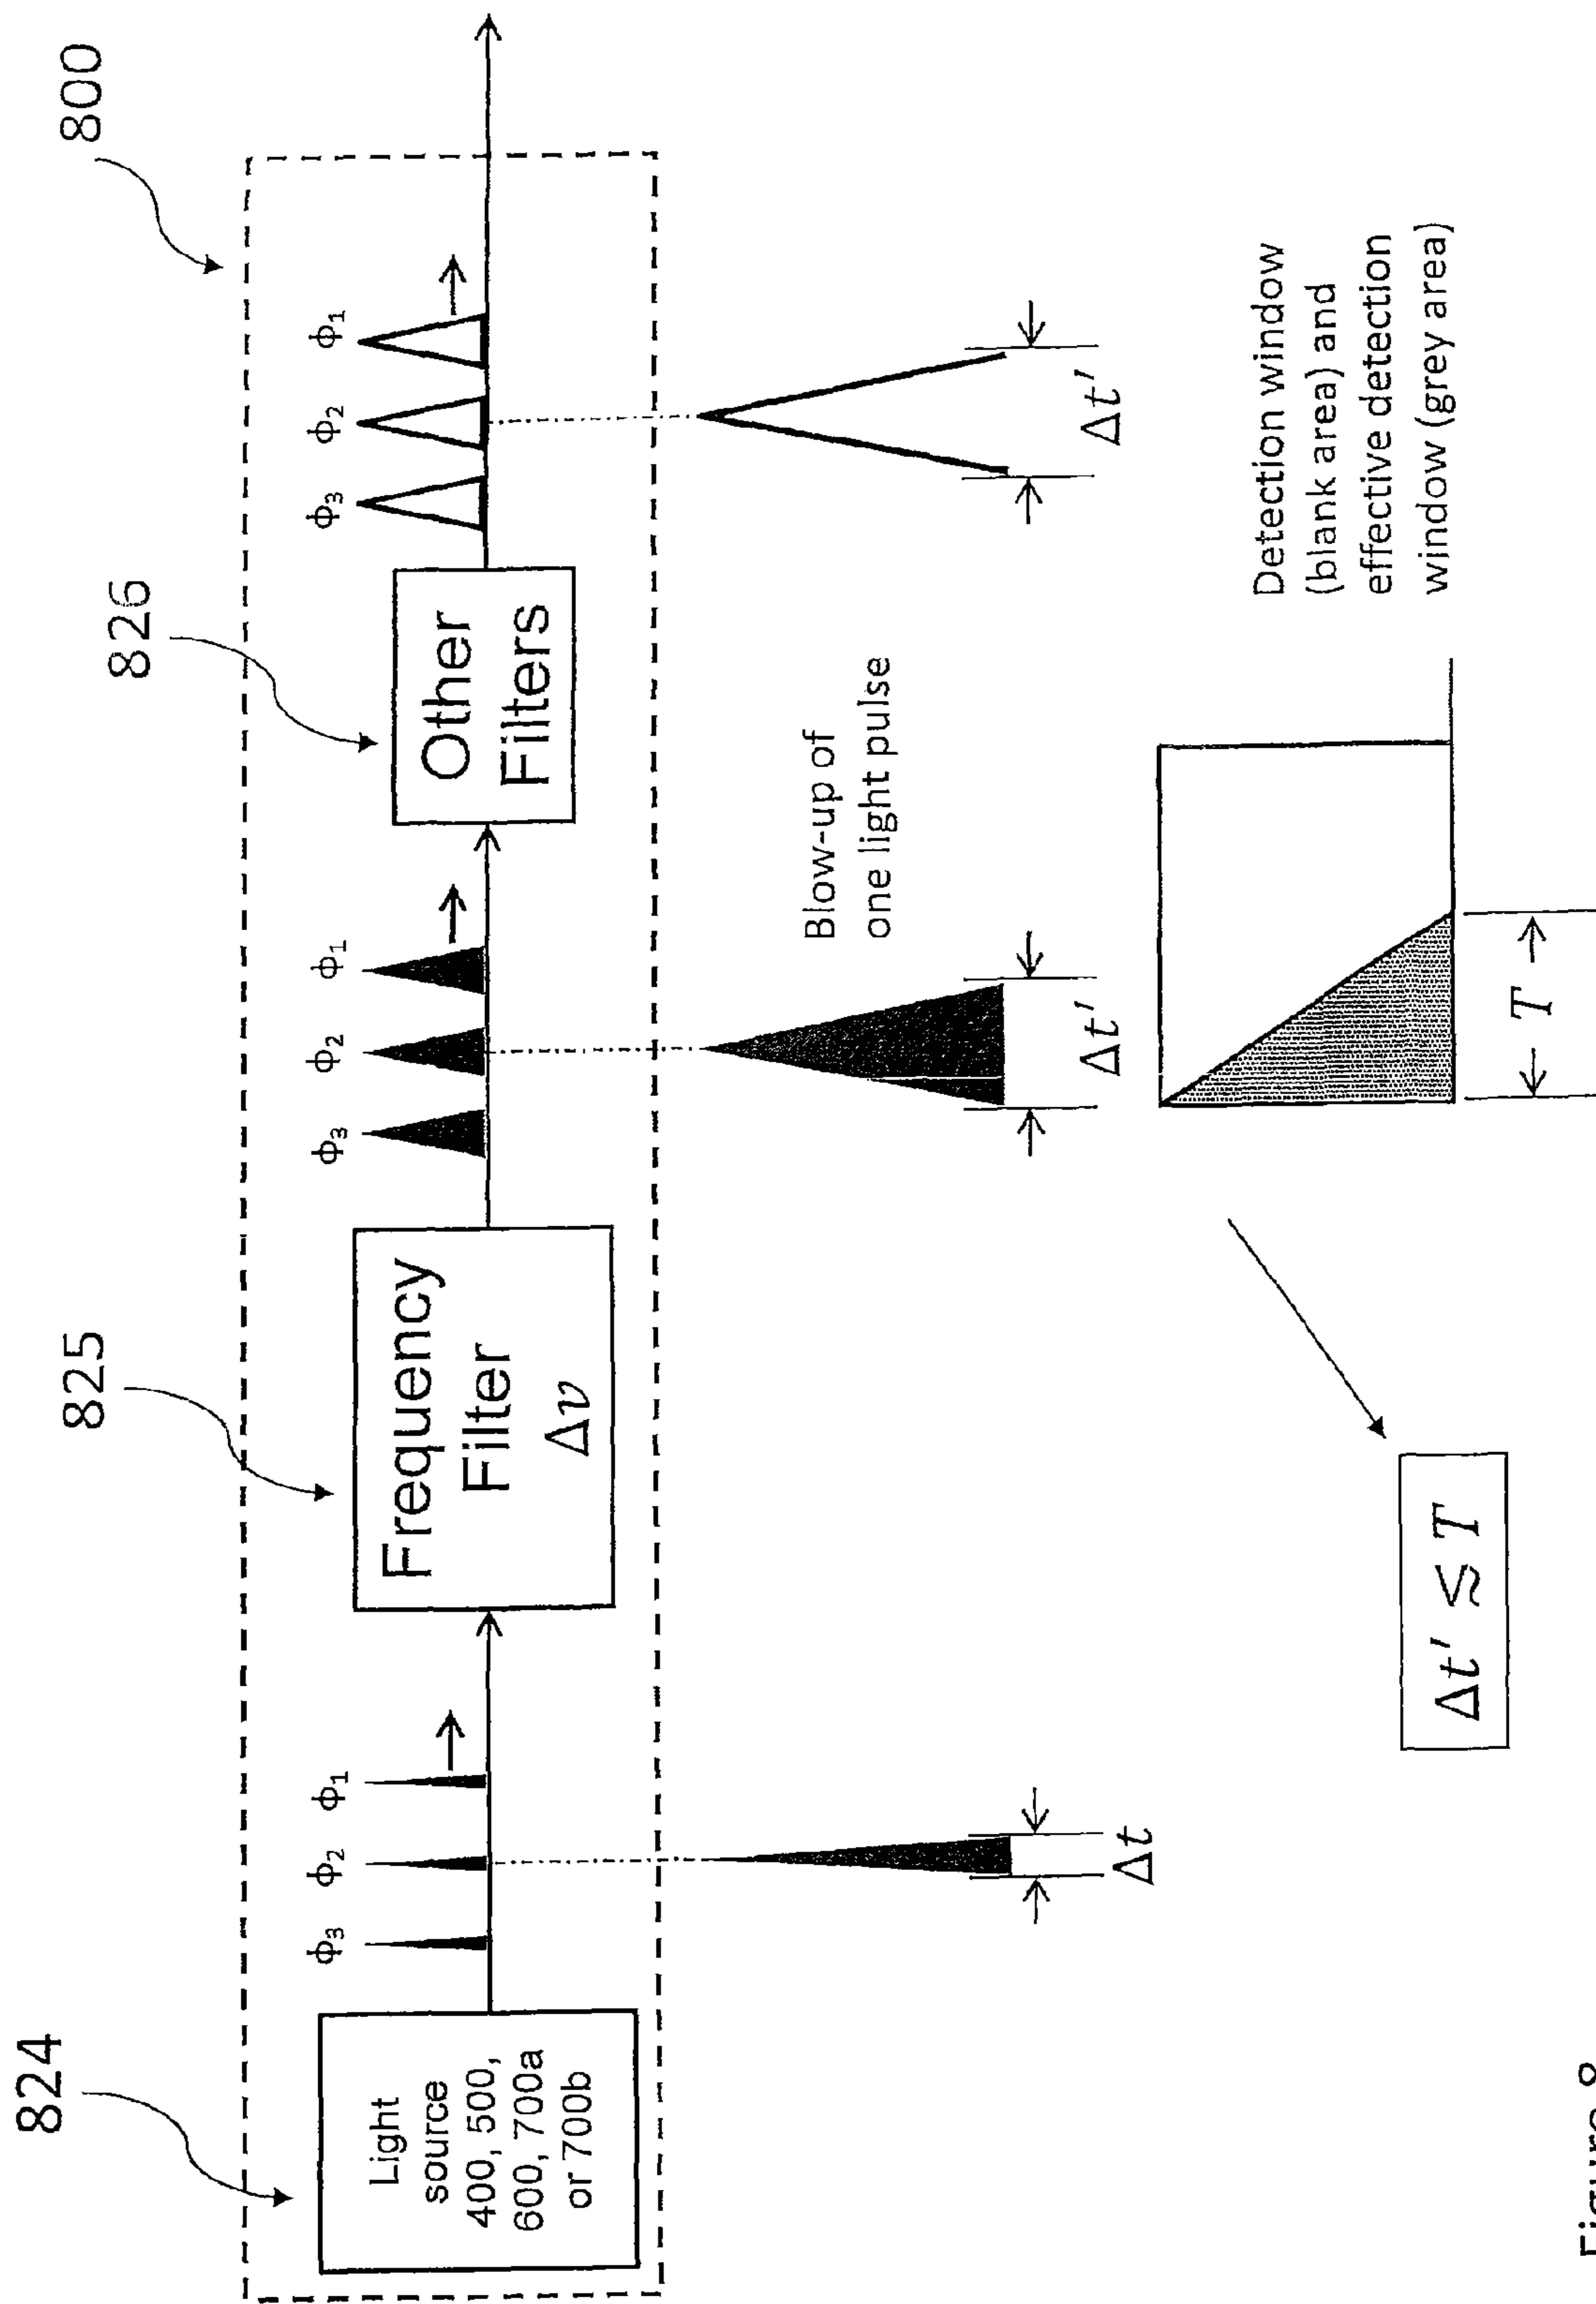 800
824
825
826
Light
source
400, 500,
600, 700a
or 700b
ϕ3
ϕ2
ϕ1
Frequency
Filter
Δν
ϕ3
ϕ2
ϕ1
Other
Filters
ϕ3
ϕ2
ϕ1
Δt
Δt′
Blow-up of
one light pulse
Δt′
Δt′ ≲ T
T
Detection window
(blank area) and
effective detection
window (grey area)
Figure 8